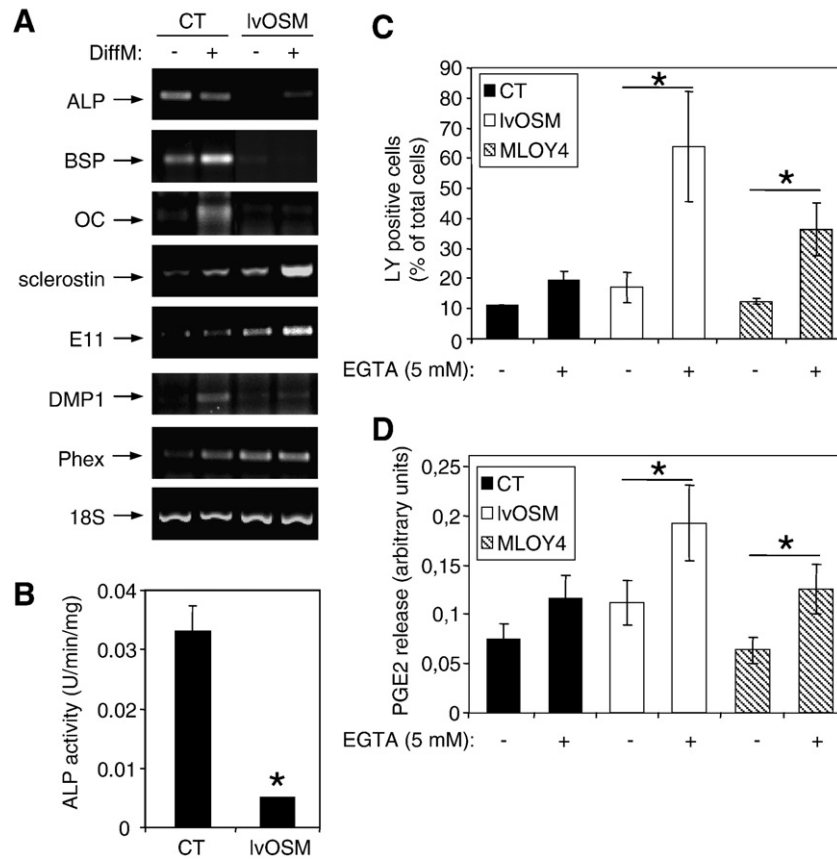 A
CT lvOSM
DiffM: - + - +
ALP
BSP
OC
sclerostin
E11
DMP1
Phex
18S
B
ALP activity (U/min/mg)
0.04
0.03
0.02
0.01
0
*
CT lvOSM
C
LY positive cells
(% of total cells)
90
80
70
60
50
40
30
20
10
0
CT
lvOSM
MLOY4
*
*
EGTA (5 mM): - + - + - +
D
PGE2 release (arbitrary units)
0,25
0,2
0,15
0,1
0,05
0
CT
lvOSM
MLOY4
*
*
EGTA (5 mM): - + - + - +